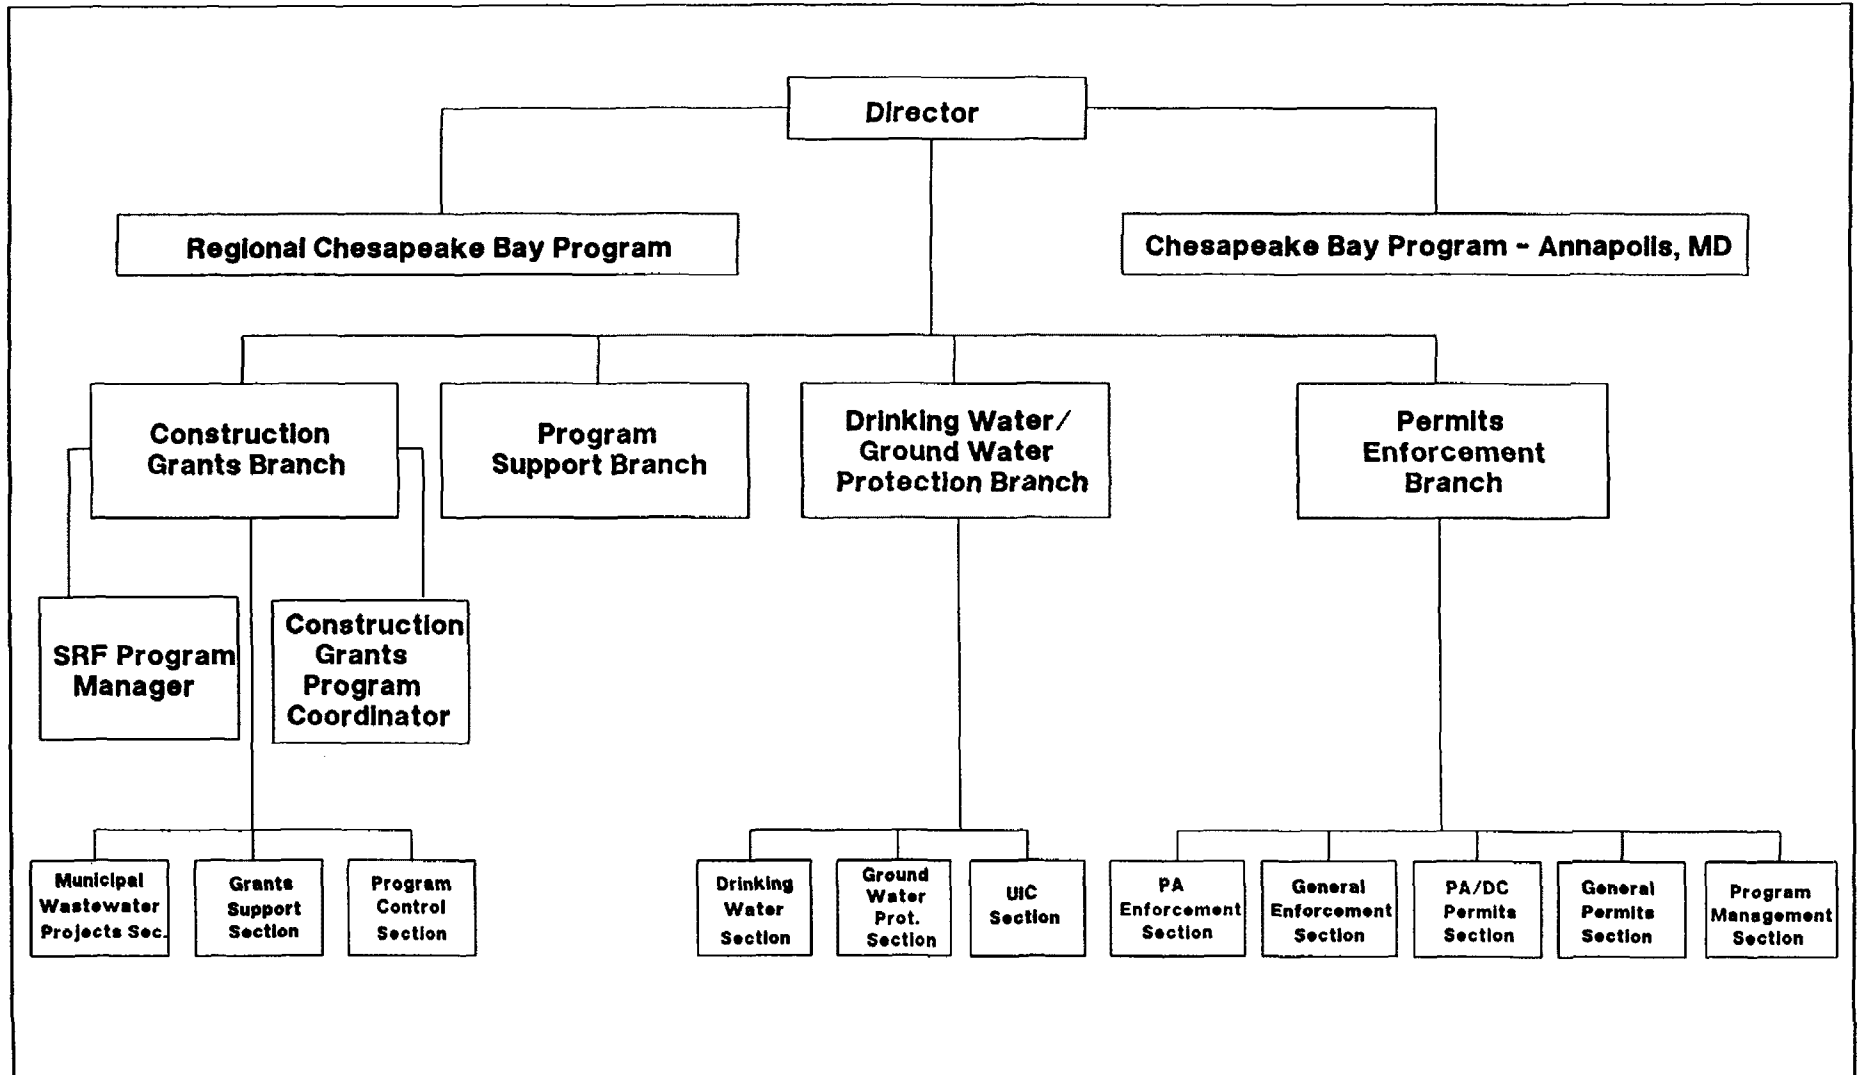 Director
Regional Chesapeake Bay Program
Chesapeake Bay Program - Annapolis, MD
Construction
Grants Branch
Program
Support Branch
Drinking Water/
Ground Water
Protection Branch
Permits
Enforcement
Branch
SRF Program
Manager
Construction
Grants
Program
Coordinator
Municipal
Wastewater
Projects Sec.
Grants
Support
Section
Program
Control
Section
Drinking
Water
Section
Ground
Water
Prot.
Section
UIC
Section
PA
Enforcement
Section
General
Enforcement
Section
PA/DC
Permits
Section
General
Permits
Section
Program
Management
Section